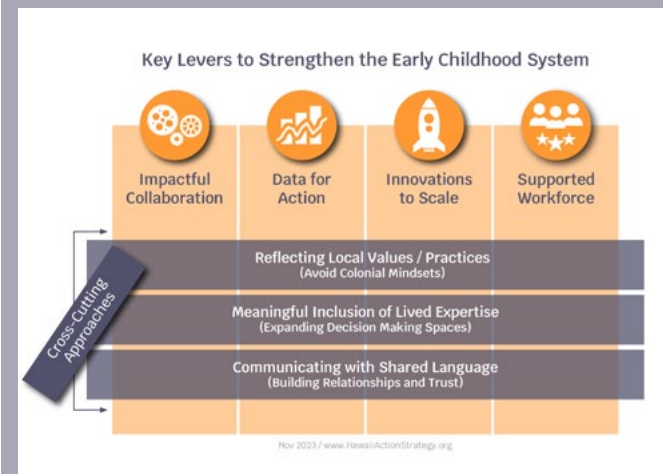 Key Levers to Strengthen the Early Childhood System
Impactful
Collaboration
Data for
Action
Innovations
to Scale
Supported
Workforce
Cross-Cutting
Approaches
Reflecting Local Values / Practices
(Avoid Colonial Mindsets)
Meaningful Inclusion of Lived Expertise
(Expanding Decision Making Spaces)
Communicating with Shared Language
(Building Relationships and Trust)
Nov 2023 / www.HawaiiActionStrategy.org